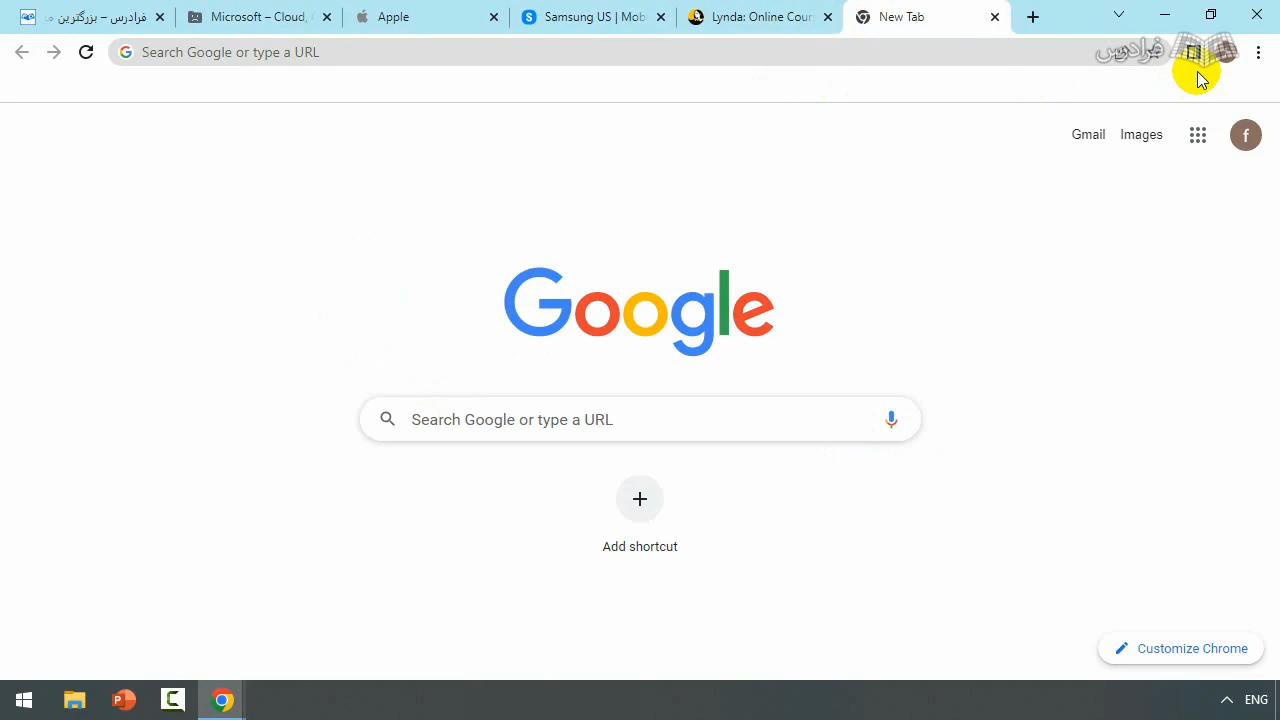 فرادرس – بزرگترین
Microsoft – Cloud,
Apple
Samsung US | Mob
Lynda: Online Cour
New Tab
Search Google or type a URL
فرادرس
Gmail
Images
f
Google
Search Google or type a URL
Add shortcut
Customize Chrome
ENG